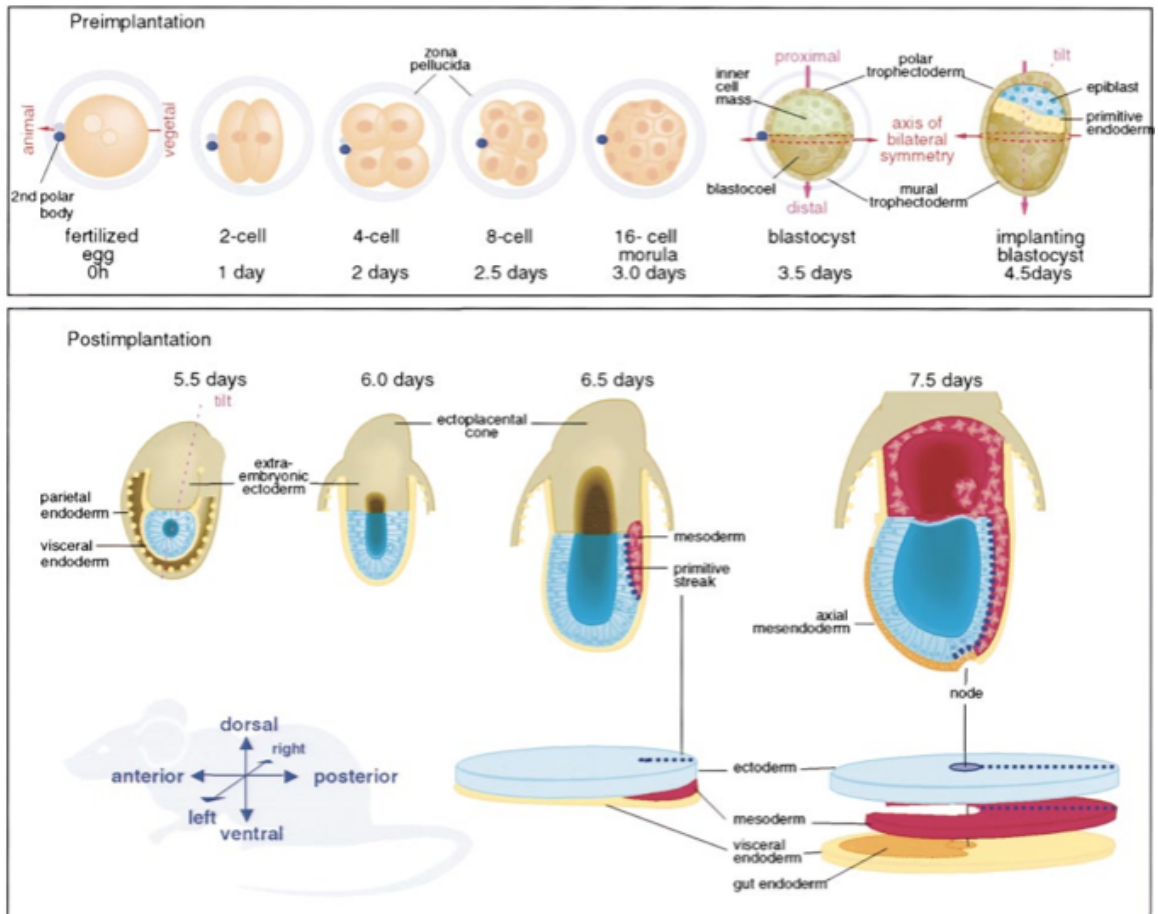 Preimplantation
zona
pellucida
proximal
tilt
inner
cell
mass
polar
trophectoderm
epiblast
primitive
endoderm
animal
vegetal
axis of
bilateral
symmetry
2nd polar
body
blastocoel
mural
trophectoderm
distal
fertilized
egg
0h
2-cell
1 day
4-cell
2 days
8-cell
2.5 days
16- cell
morula
3.0 days
blastocyst
3.5 days
implanting
blastocyst
4.5days
Postimplantation
5.5 days
6.0 days
6.5 days
7.5 days
tilt
ectoplacental
cone
extra-
embryonic
ectoderm
parietal
endoderm
visceral
endoderm
mesoderm
primitive
streak
axial
mesendoderm
node
dorsal
right
anterior
posterior
left
ventral
ectoderm
mesoderm
visceral
endoderm
gut endoderm